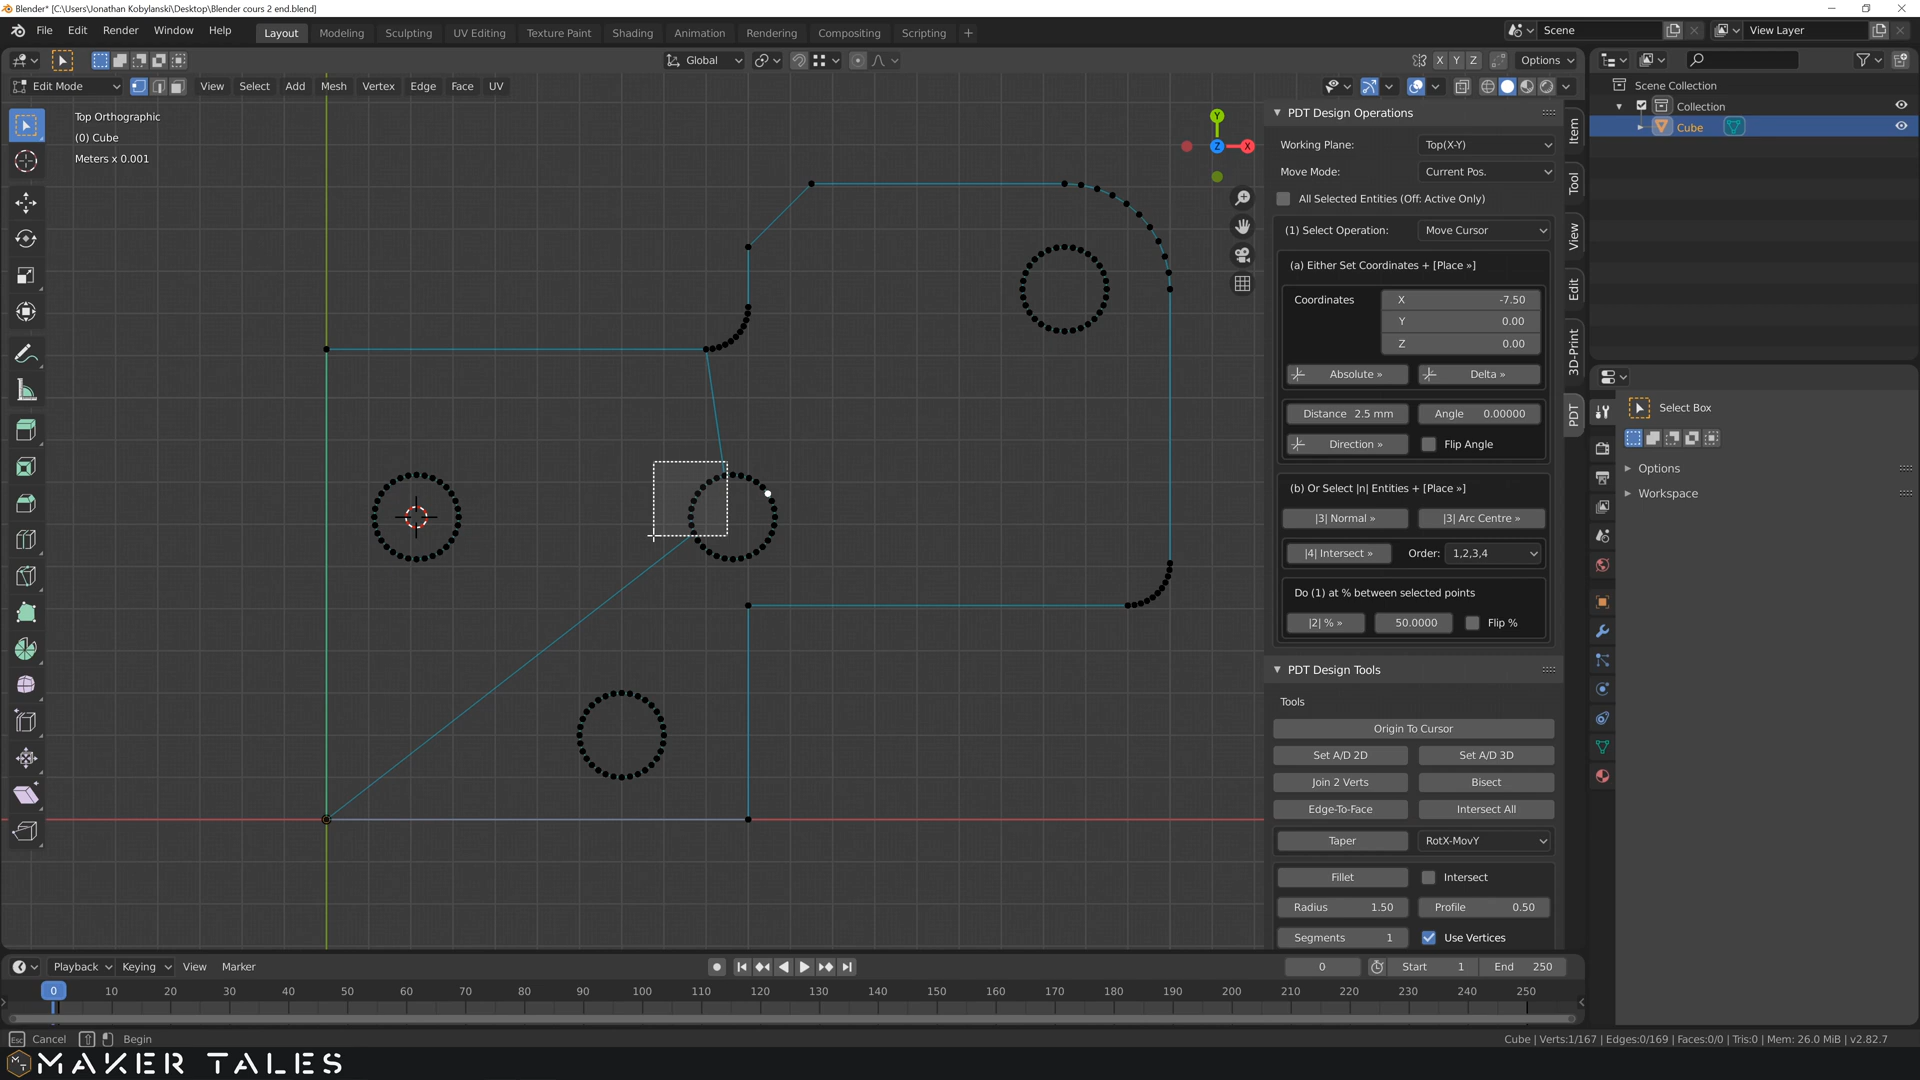 Blender* [C:\Users\Jonathan Kobylanski\Desktop\Blender cours 2 end.blend]
File Edit Render Window Help Layout Modeling Sculpting UV Editing Texture Paint Shading Animation Rendering Compositing Scripting + Scene View Layer
Global X Y Z Options
Edit Mode View Select Add Mesh Vertex Edge Face UV
Scene Collection
Collection
Cube
Top Orthographic
(0) Cube
Meters x 0.001
Y
Z X
PDT Design Operations
Working Plane: Top(X-Y)
Move Mode: Current Pos.
All Selected Entities (Off: Active Only)
(1) Select Operation: Move Cursor
(a) Either Set Coordinates + [Place »]
Coordinates X -7.50
Y 0.00
Z 0.00
Absolute » Delta »
Distance 2.5 mm Angle 0.00000
Direction » Flip Angle
(b) Or Select |n| Entities + [Place »]
|3| Normal » |3| Arc Centre »
|4| Intersect » Order: 1,2,3,4
Do (1) at % between selected points
|2| % » 50.0000 Flip %
PDT Design Tools
Tools
Origin To Cursor
Set A/D 2D Set A/D 3D
Join 2 Verts Bisect
Edge-To-Face Intersect All
Taper RotX-MovY
Fillet Intersect
Radius 1.50 Profile 0.50
Segments 1 Use Vertices
Item
Tool
View
Edit
3D-Print
PDT
Select Box
Options
Workspace
Playback Keying View Marker 0 Start 1 End 250
0 10 20 30 40 50 60 70 80 90 100 110 120 130 140 150 160 170 180 190 200 210 220 230 240 250
Esc Cancel Begin Cube | Verts:1/167 | Edges:0/169 | Faces:0/0 | Tris:0 | Mem: 26.0 MiB | v2.82.7
MAKER TALES